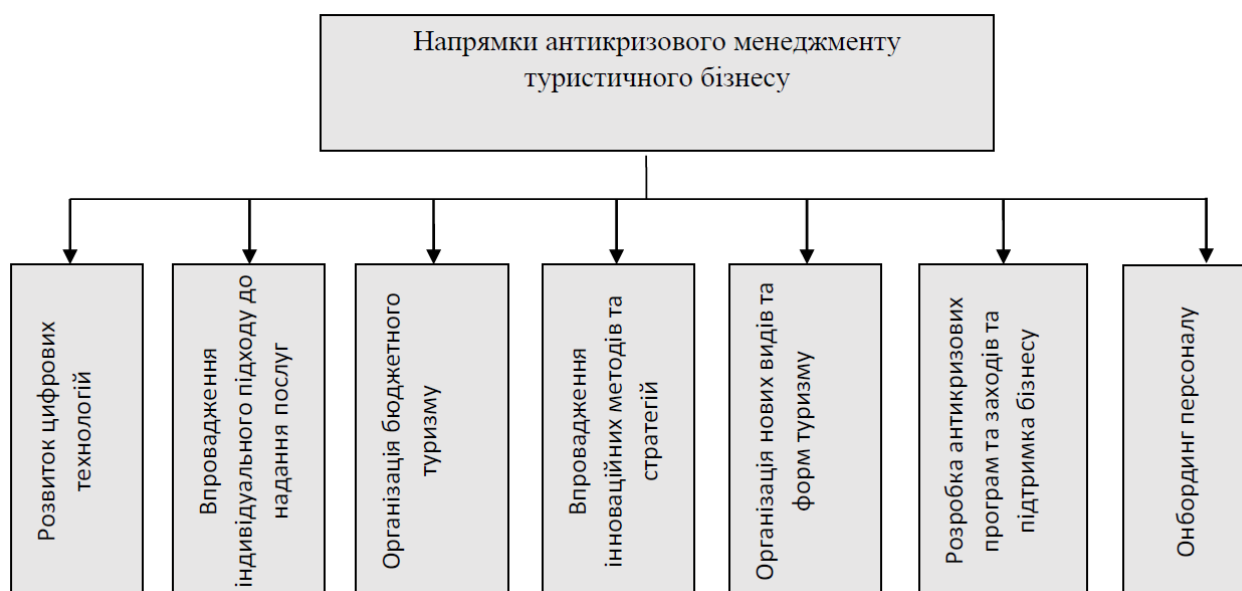 Напрямки антикризового менеджменту
туристичного бізнесу
Розвиток цифрових
технологій
Впровадження
індивідуального підходу до
надання послуг
Організація бюджетного
туризму
Впровадження
інноваційних методів та
стратегій
Організація нових видів та
форм туризму
Розробка антикризових
програм та заходів та
підтримка бізнесу
Онбординг персоналу